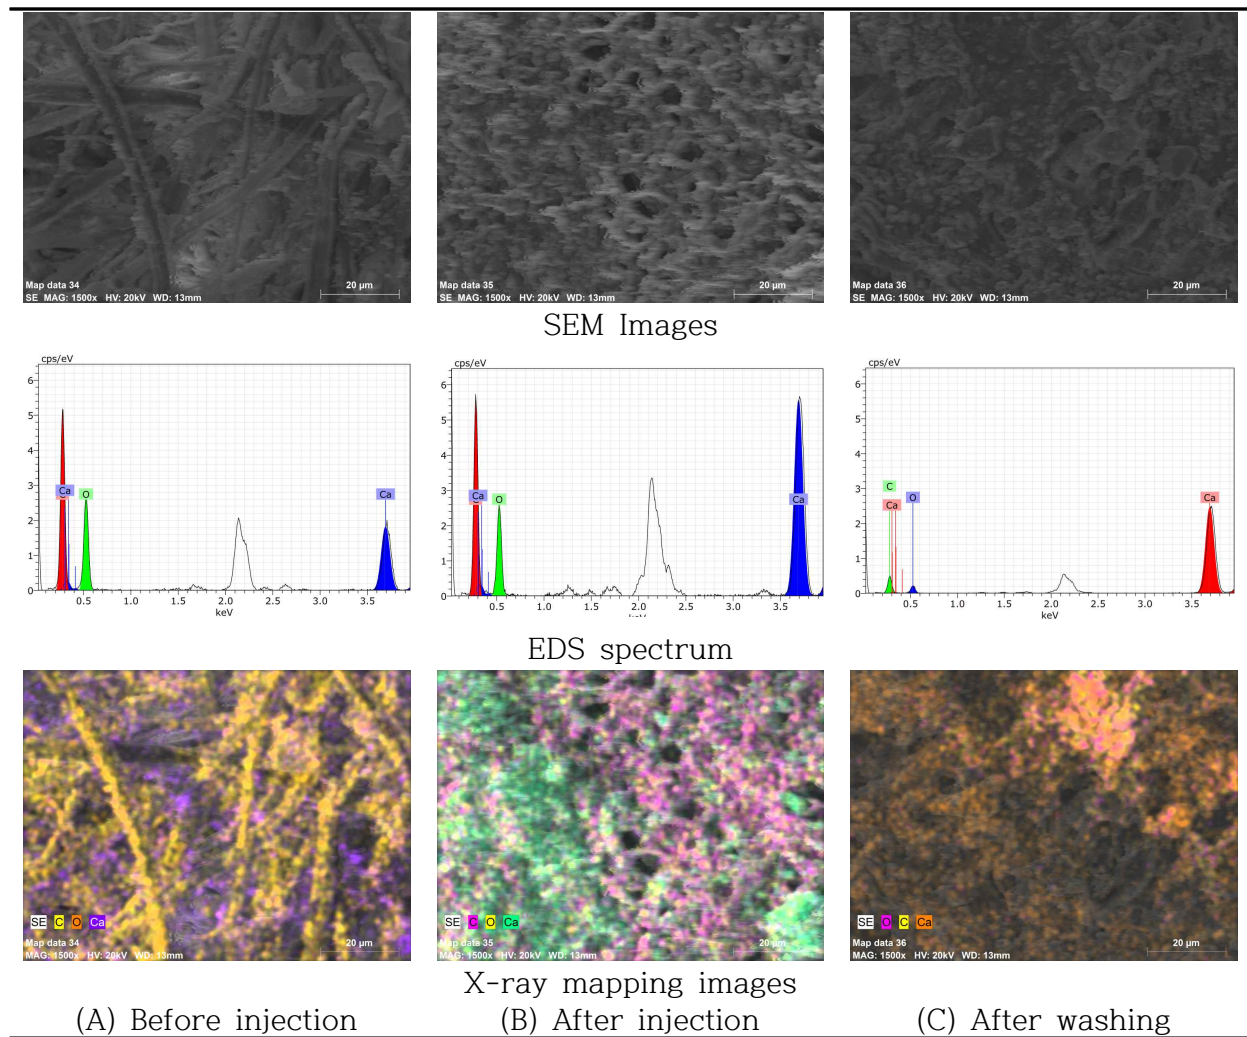 Map data 34
SE MAG: 1500x HV: 20kV WD: 13mm
20 µm
Map data 35
SE MAG: 1500x HV: 20kV WD: 13mm
20 µm
Map data 36
SE MAG: 1500x HV: 20kV WD: 13mm
20 µm
SEM Images
cps/eV
6
5
4
3
2
1
0
Ca
O
Ca
0.5 1.0 1.5 2.0 2.5 3.0 3.5
keV
cps/eV
6
5
4
3
2
1
0
Ca
O
Ca
0.5 1.0 1.5 2.0 2.5 3.0 3.5
keV
cps/eV
6
5
4
3
2
1
0
C
Ca
O
Ca
0.5 1.0 1.5 2.0 2.5 3.0 3.5
keV
EDS spectrum
SE C O Ca
Map data 34
MAG: 1500x HV: 20kV WD: 13mm
20 µm
SE C O Ca
Map data 35
MAG: 1500x HV: 20kV WD: 13mm
20 µm
SE O C Ca
Map data 36
MAG: 1500x HV: 20kV WD: 13mm
20 µm
X-ray mapping images
(A) Before injection
(B) After injection
(C) After washing